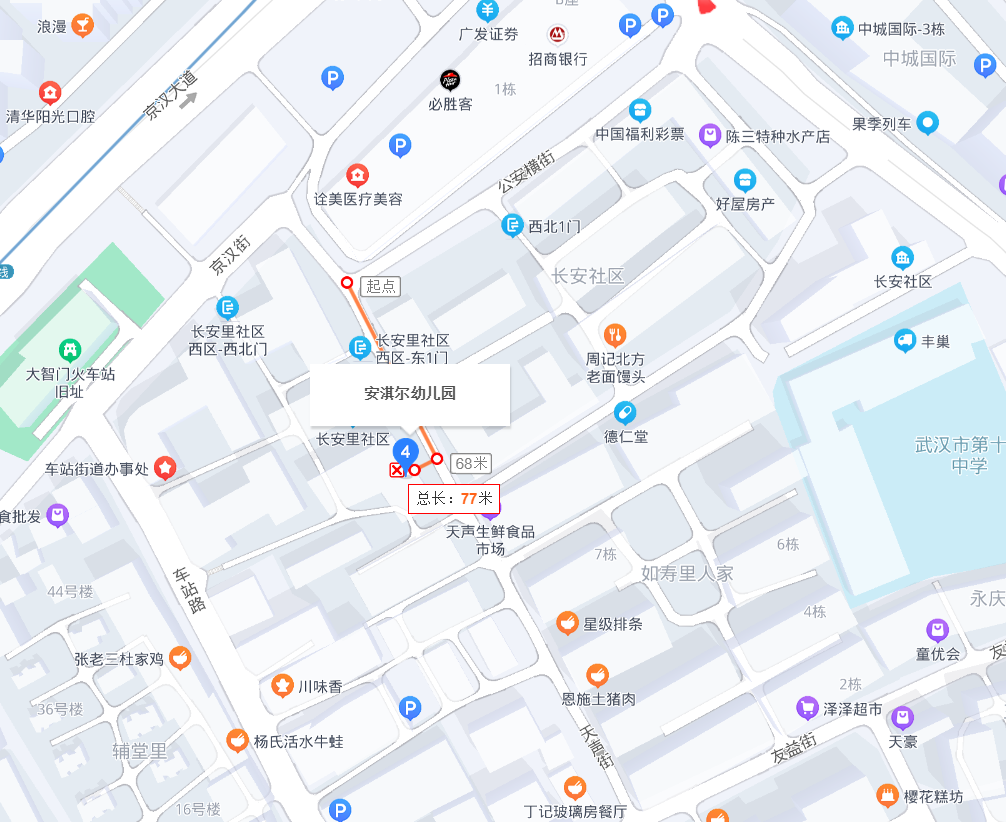 浪漫
广发证券
招商银行
中城国际-3栋
中城国际
P
P
P
P
必胜客
1栋
京汉大道
清华阳光口腔
中国福利彩票
陈三特种水产店
果季列车
P
公安横街
诠美医疗美容
好屋房产
西北1门
京汉街
长安社区
长安社区
线
起点
长安里社区
西区-西北门
长安里社区
西区-东1门
丰巢
大智门火车站
旧址
周记北方
老面馒头
安淇尔幼儿园
德仁堂
长安里社区
武汉市第十
中学
4
68米
车站街道办事处
总长：77米
食批发
天声生鲜食品
市场
7栋
6栋
如寿里人家
车站路
44号楼
4栋
永庆
星级排条
童优会
友
张老三杜家鸡
川味香
恩施土猪肉
2栋
36号楼
P
泽泽超市
天豪
杨氏活水牛蛙
辅堂里
天声街
友益街
16号楼
P
丁记玻璃房餐厅
樱花糕坊